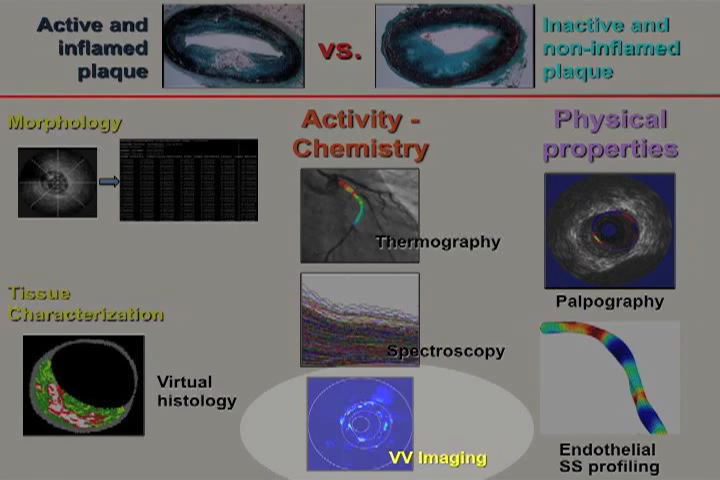 Active and
inflamed
plaque
vs.
Inactive and
non-inflamed
plaque
Morphology
Activity -
Chemistry
Physical
properties
Thermography
Palpography
Tissue
Characterization
Spectroscopy
Virtual
histology
VV Imaging
Endothelial
SS profiling